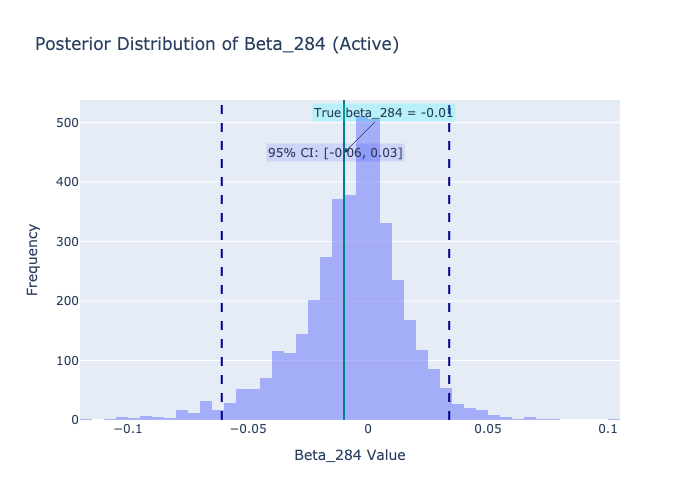 Posterior Distribution of Beta_284 (Active)
True beta_284 = -0.01
95% CI: [-0.06, 0.03]
500
400
300
200
100
0
Frequency
−0.1
−0.05
0
0.05
0.1
Beta_284 Value